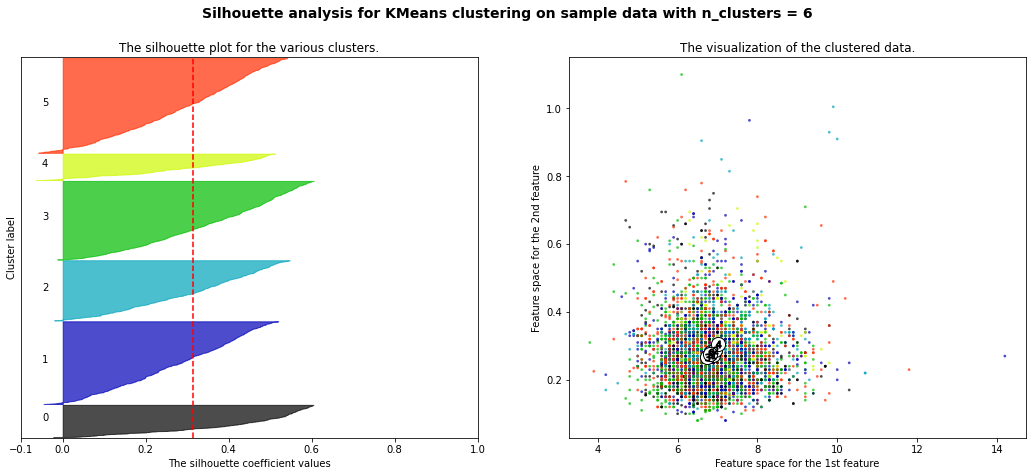 Silhouette analysis for KMeans clustering on sample data with n_clusters = 6
The silhouette plot for the various clusters.
Cluster label
5
4
3
2
1
0
−0.1 0.0 0.2 0.4 0.6 0.8 1.0
The silhouette coefficient values
The visualization of the clustered data.
Feature space for the 2nd feature
1.0
0.8
0.6
0.4
0.2
4
4 6 8 10 12 14
Feature space for the 1st feature